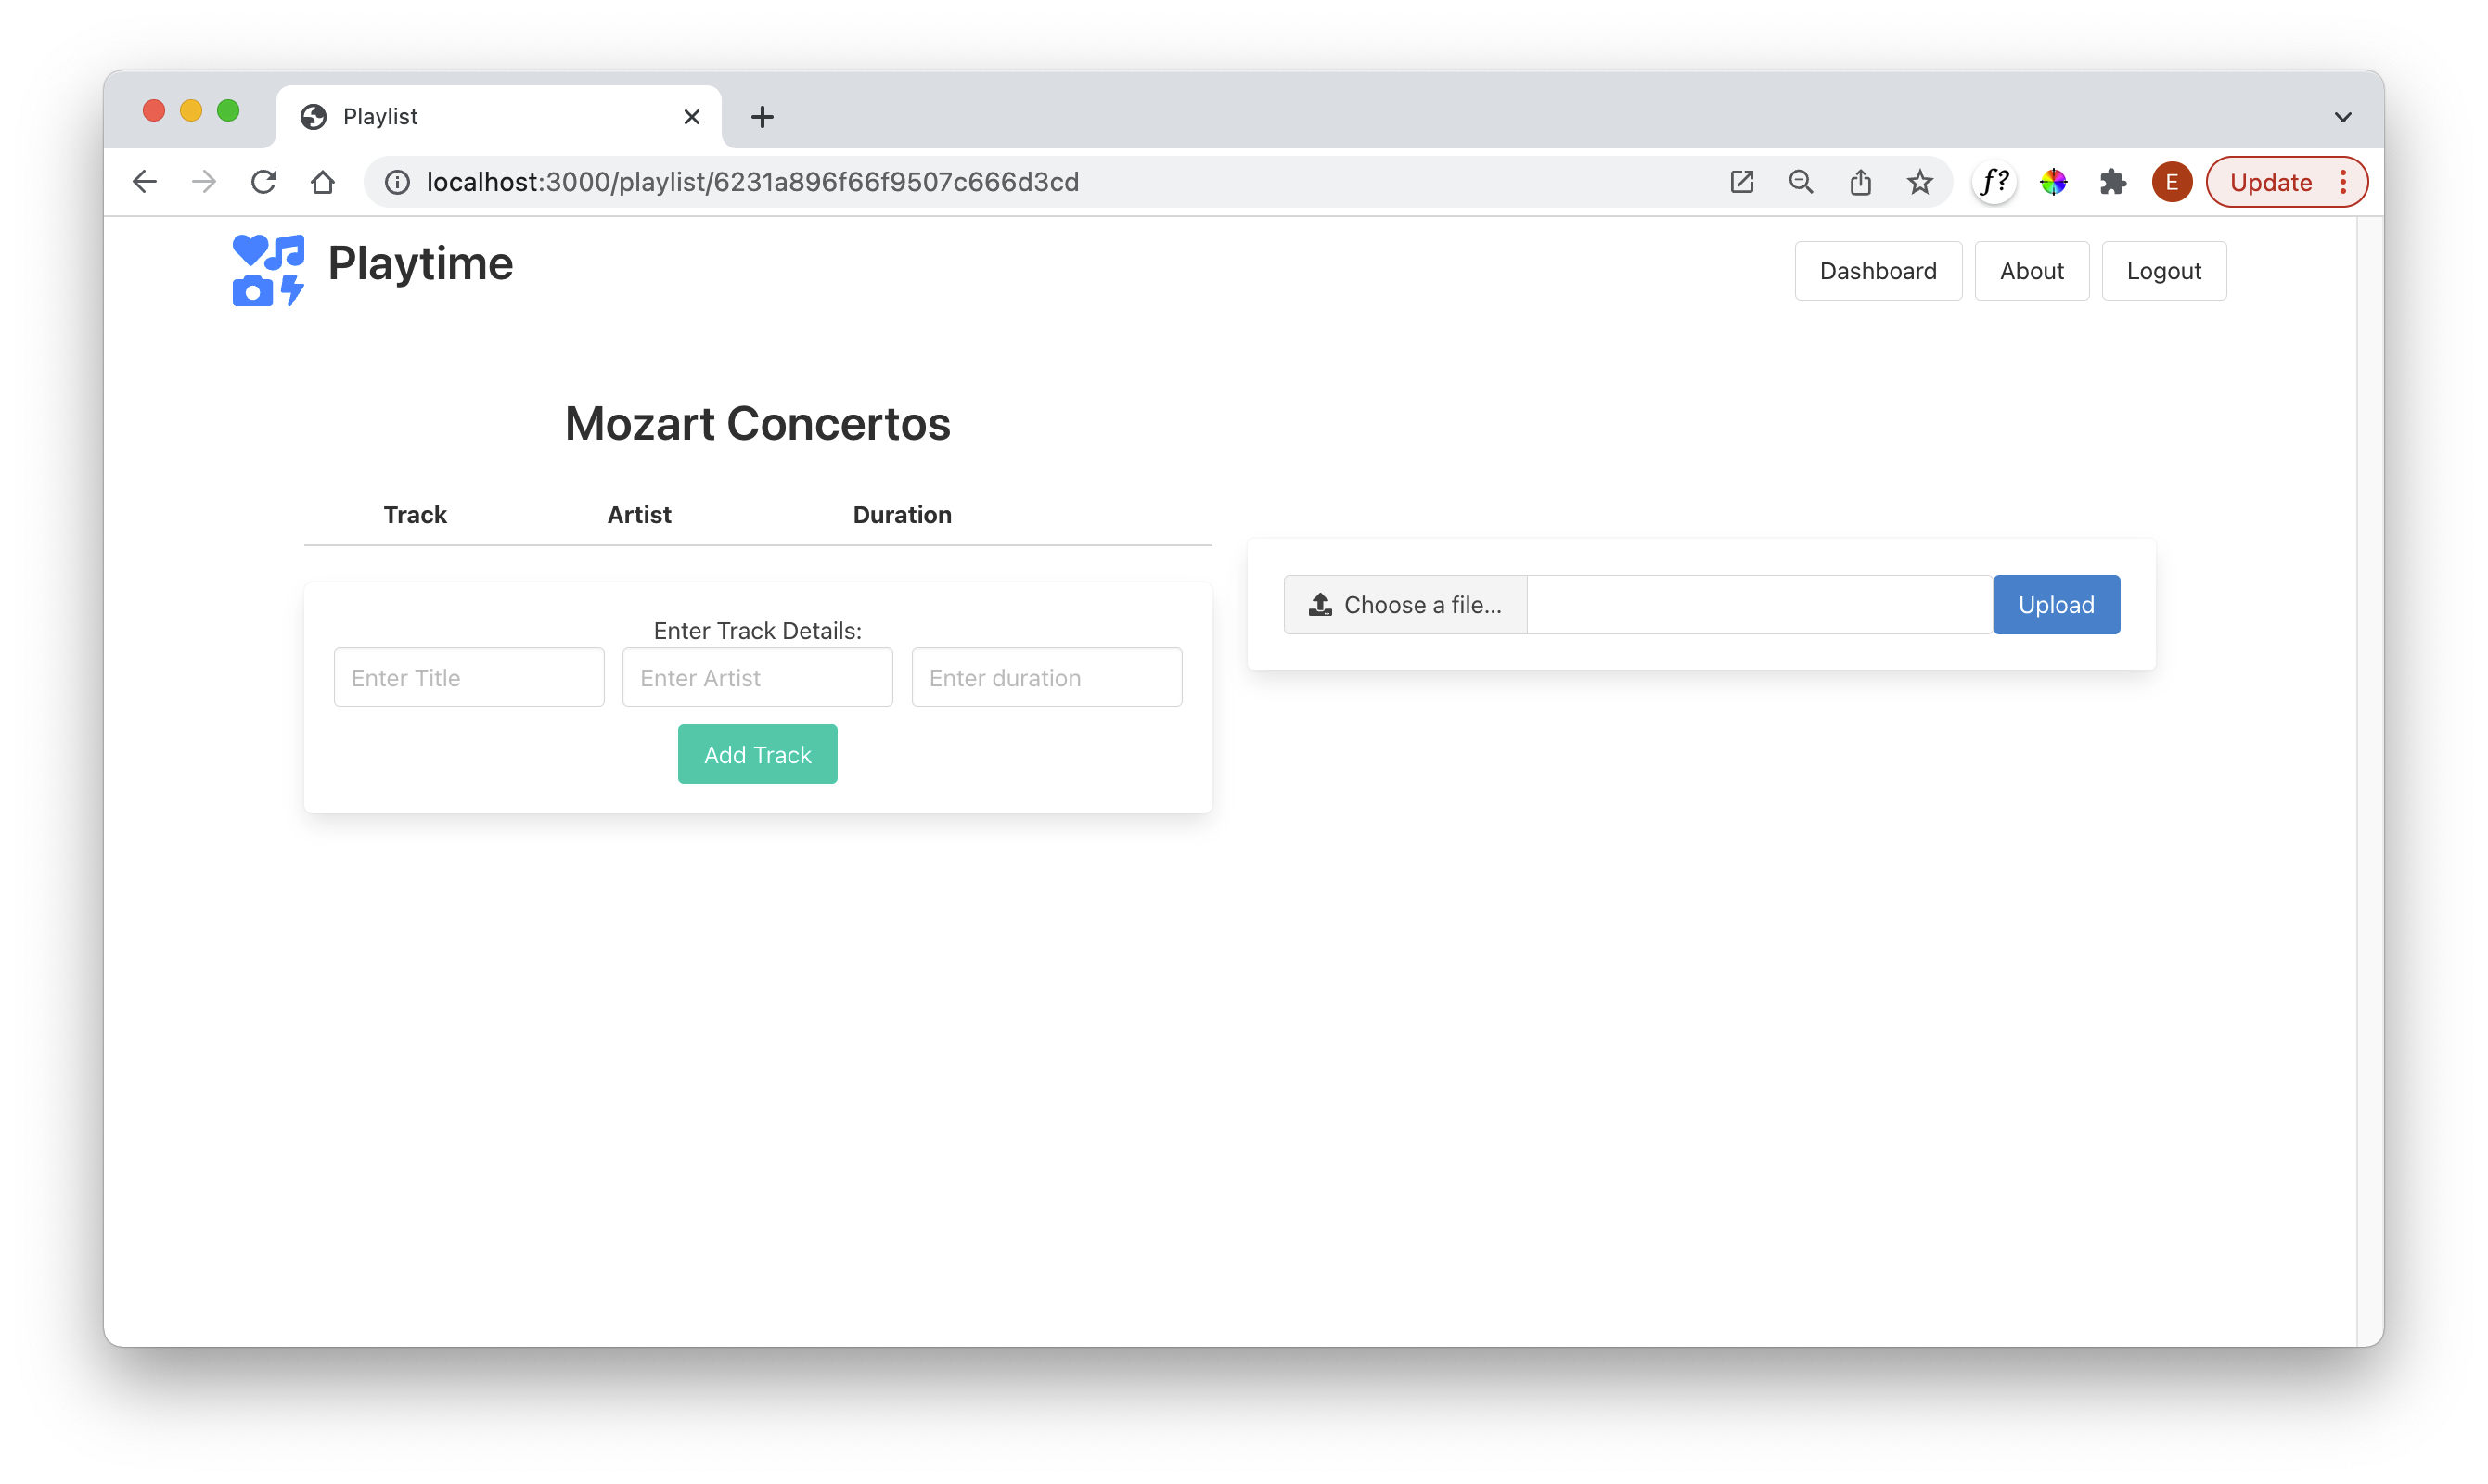 Playlist
localhost:3000/playlist/6231a896f66f9507c666d3cd
f?
E
Update
Playtime
Dashboard
About
Logout
Mozart Concertos
Track
Artist
Duration
Choose a file...
Upload
Enter Track Details:
Enter Title
Enter Artist
Enter duration
Add Track